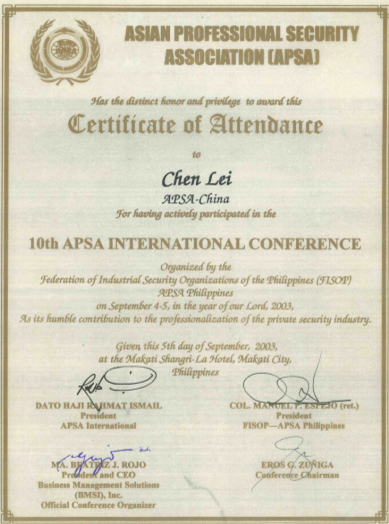 ASIAN PROFESSIONAL SECURITY
ASSOCIATION (APSA)
Has the distinct honor and privilege to award this
Certificate of Attendance
to
Chen Lei
APSA-China
For having actively participated in the
10th APSA INTERNATIONAL CONFERENCE
Organized by the
Federation of Industrial Security Organizations of the Philippines (FISOP)
APSA Philippines
on September 4-5, in the year of our Lord, 2003,
As its humble contribution to the professionalization of the private security industry.
Given this 5th day of September, 2003,
at the Makati Shangri-La Hotel, Makati City,
Philippines
DATO HAJI RAHMAT ISMAIL
President
APSA International
COL. MANUEL P. ESPEJO (ret.)
President
FISOP—APSA Philippines
MA. BEATRIZ J. ROJO
President and CEO
Business Management Solutions
(BMSI), Inc.
Official Conference Organizer
EROS G. ZUÑIGA
Conference Chairman